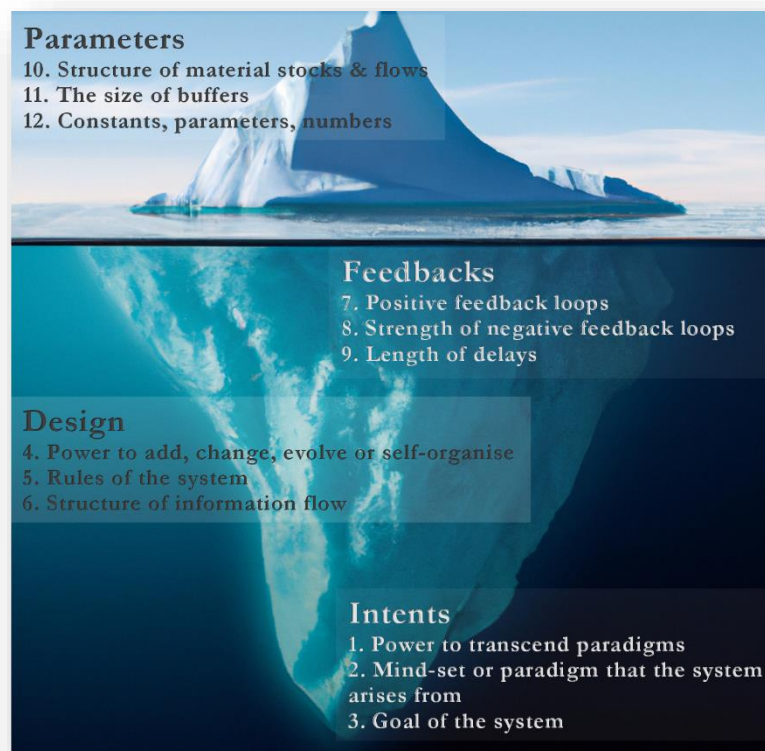 Parameters
10. Structure of material stocks & flows
11. The size of buffers
12. Constants, parameters, numbers
Feedbacks
7. Positive feedback loops
8. Strength of negative feedback loops
9. Length of delays
Design
4. Power to add, change, evolve or self-organise
5. Rules of the system
6. Structure of information flow
Intents
1. Power to transcend paradigms
2. Mind-set or paradigm that the system
arises from
3. Goal of the system